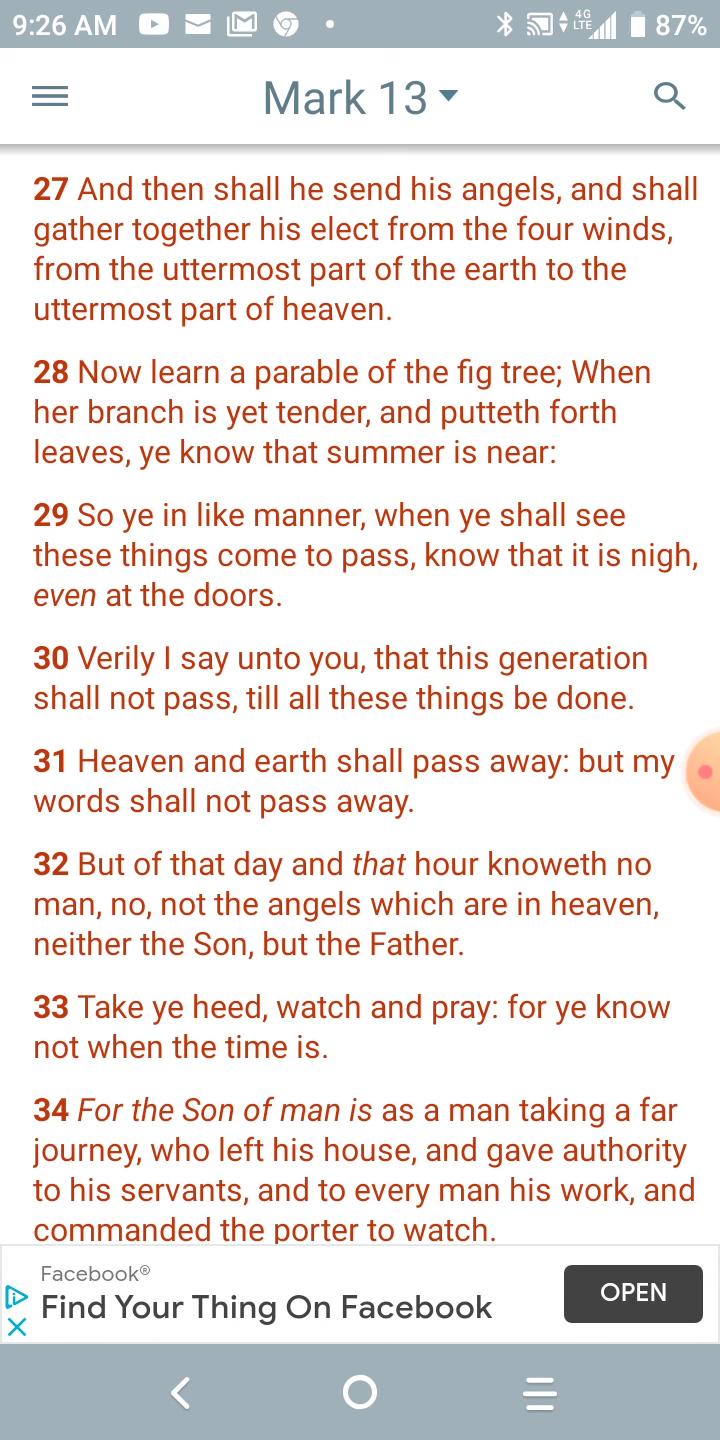 9:26 AM
4G
LTE
87%
Mark 13
27 And then shall he send his angels, and shall
gather together his elect from the four winds,
from the uttermost part of the earth to the
uttermost part of heaven.
28 Now learn a parable of the fig tree; When
her branch is yet tender, and putteth forth
leaves, ye know that summer is near:
29 So ye in like manner, when ye shall see
these things come to pass, know that it is nigh,
even at the doors.
30 Verily I say unto you, that this generation
shall not pass, till all these things be done.
31 Heaven and earth shall pass away: but my
words shall not pass away.
32 But of that day and that hour knoweth no
man, no, not the angels which are in heaven,
neither the Son, but the Father.
33 Take ye heed, watch and pray: for ye know
not when the time is.
34 For the Son of man is as a man taking a far
journey, who left his house, and gave authority
to his servants, and to every man his work, and
commanded the porter to watch.
Facebook®
Find Your Thing On Facebook
OPEN